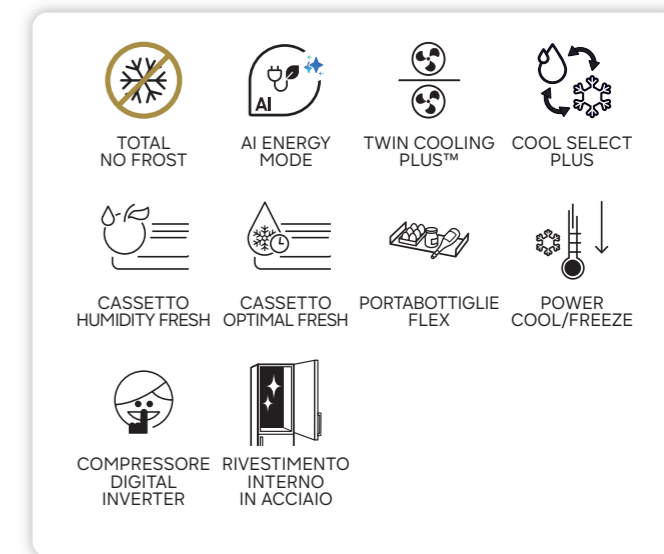 AI
TOTAL
NO FROST
AI ENERGY
MODE
TWIN COOLING
PLUS™
COOL SELECT
PLUS
CASSETTO
HUMIDITY FRESH
CASSETTO
OPTIMAL FRESH
PORTABOTTIGLIE
FLEX
POWER
COOL/FREEZE
COMPRESSORE
DIGITAL
INVERTER
RIVESTIMENTO
INTERNO
IN ACCIAIO